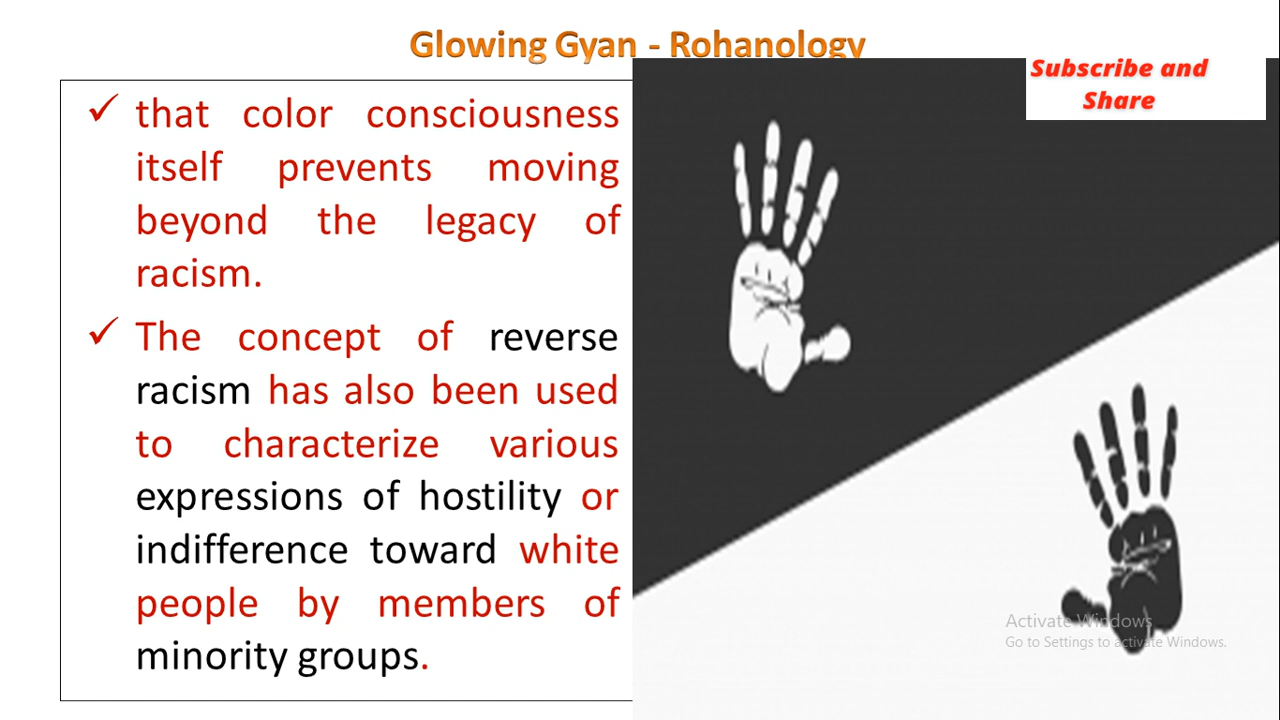 Glowing Gyan - Rohanology
Subscribe and
Share
✓ that color consciousness
itself prevents moving
beyond the legacy of
racism.
✓ The concept of reverse
racism has also been used
to characterize various
expressions of hostility or
indifference toward white
people by members of
minority groups.
Activate Windows
Go to Settings to activate Windows.